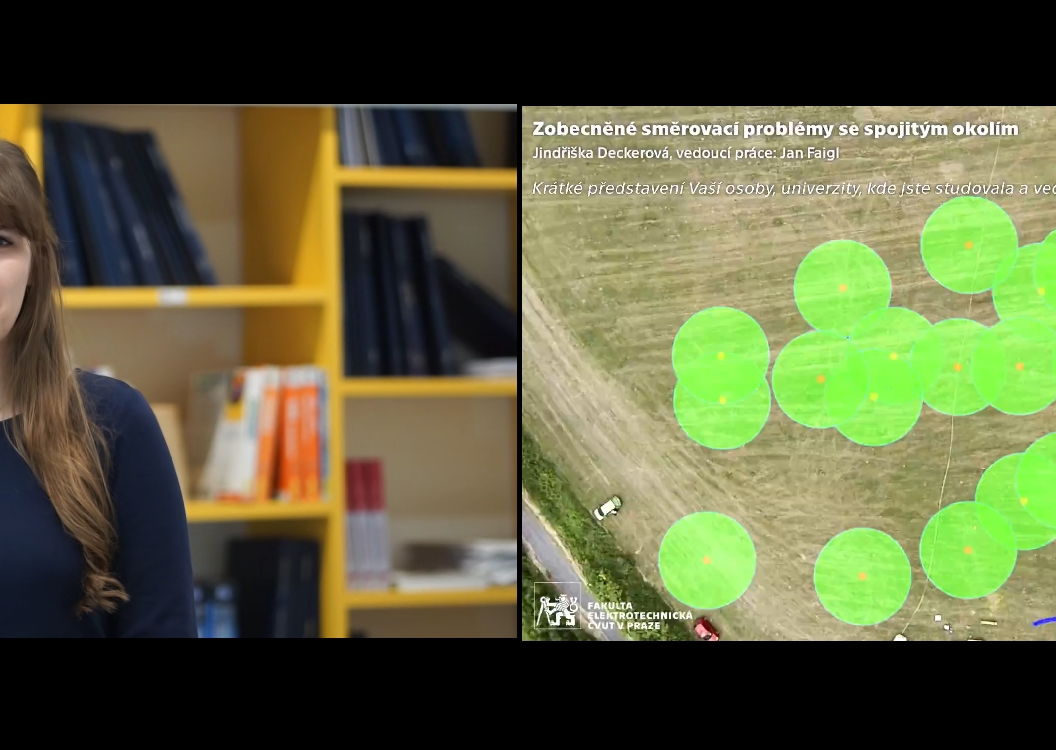 Zobecněné směrovací problémy se spojitým okolím
Jindřiška Deckerová, vedoucí práce: Jan Faigl
Krátké představení Vaší osoby, univerzity, kde jste studovala a
FAKULTA
ELEKTROTECHNICKÁ
ČVUT V PRAZE